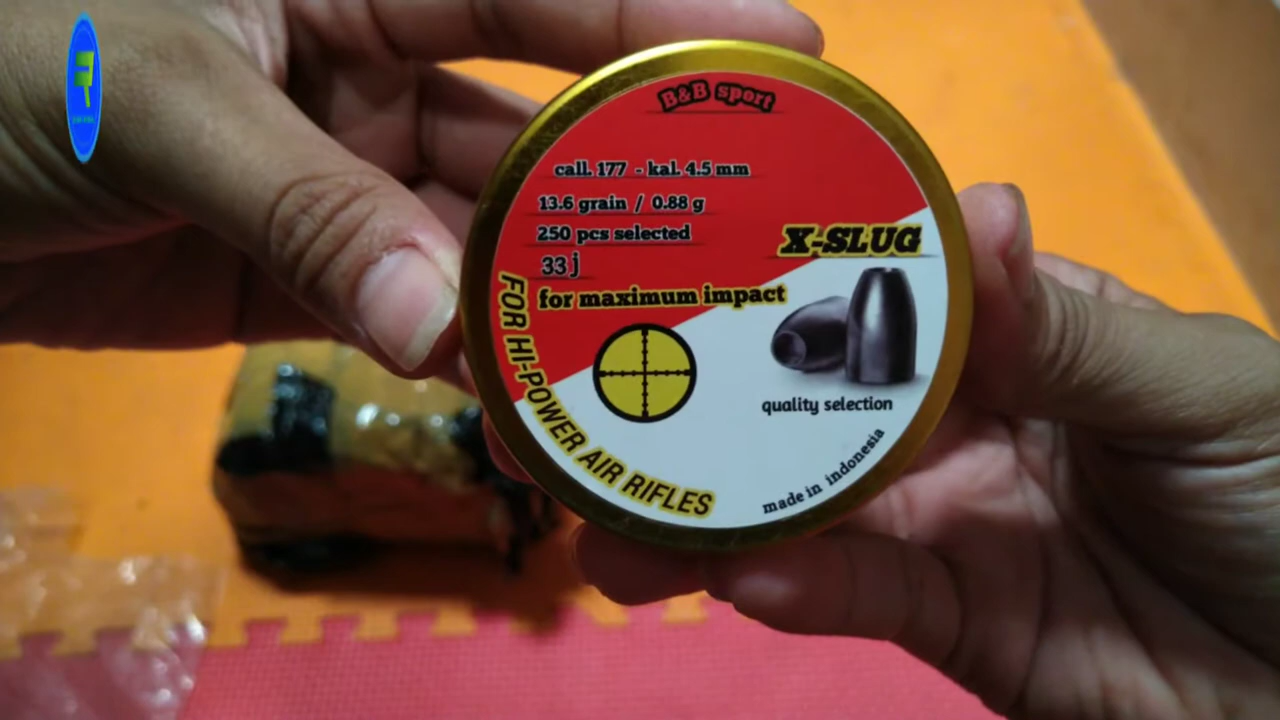 B&B sport
call. 177 - kal. 4.5 mm
13.6 grain / 0.88 g
250 pcs selected
33 j
for maximum impact
X-SLUG
FOR HI-POWER AIR RIFLES
quality selection
made in indonesia